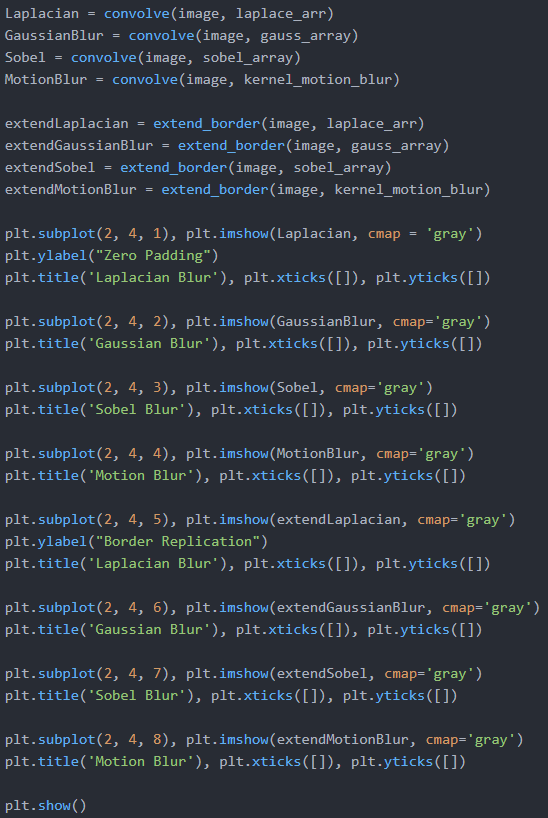 Laplacian = convolve(image, laplace_arr)
GaussianBlur = convolve(image, gauss_array)
Sobel = convolve(image, sobel_array)
MotionBlur = convolve(image, kernel_motion_blur)

extendLaplacian = extend_border(image, laplace_arr)
extendGaussianBlur = extend_border(image, gauss_array)
extendSobel = extend_border(image, sobel_array)
extendMotionBlur = extend_border(image, kernel_motion_blur)

plt.subplot(2, 4, 1), plt.imshow(Laplacian, cmap = 'gray')
plt.ylabel("Zero Padding")
plt.title('Laplacian Blur'), plt.xticks([]), plt.yticks([])

plt.subplot(2, 4, 2), plt.imshow(GaussianBlur, cmap='gray')
plt.title('Gaussian Blur'), plt.xticks([]), plt.yticks([])

plt.subplot(2, 4, 3), plt.imshow(Sobel, cmap='gray')
plt.title('Sobel Blur'), plt.xticks([]), plt.yticks([])

plt.subplot(2, 4, 4), plt.imshow(MotionBlur, cmap='gray')
plt.title('Motion Blur'), plt.xticks([]), plt.yticks([])

plt.subplot(2, 4, 5), plt.imshow(extendLaplacian, cmap='gray')
plt.ylabel("Border Replication")
plt.title('Laplacian Blur'), plt.xticks([]), plt.yticks([])

plt.subplot(2, 4, 6), plt.imshow(extendGaussianBlur, cmap='gray')
plt.title('Gaussian Blur'), plt.xticks([]), plt.yticks([])

plt.subplot(2, 4, 7), plt.imshow(extendSobel, cmap='gray')
plt.title('Sobel Blur'), plt.xticks([]), plt.yticks([])

plt.subplot(2, 4, 8), plt.imshow(extendMotionBlur, cmap='gray')
plt.title('Motion Blur'), plt.xticks([]), plt.yticks([])

plt.show()